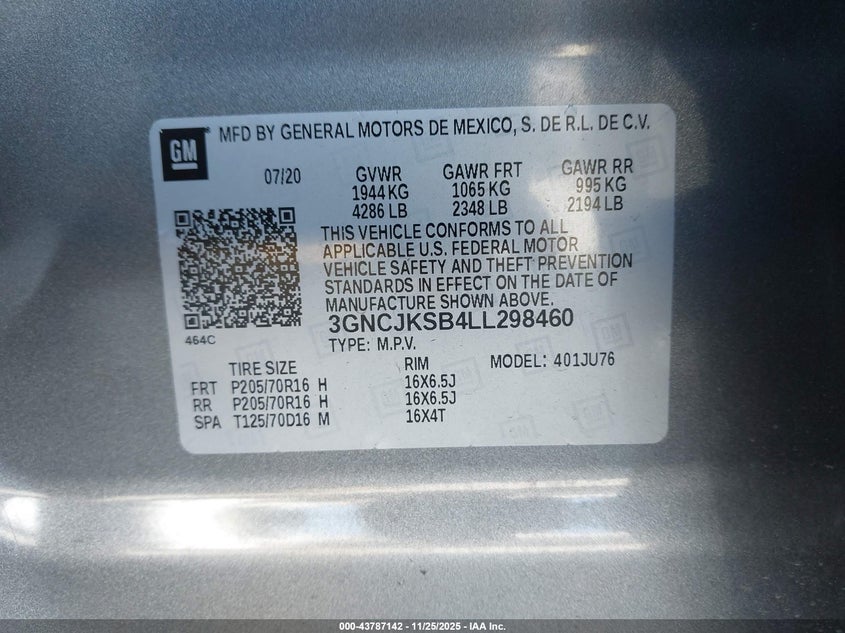 GM
MFD BY GENERAL MOTORS DE MEXICO, S. DE R.L. DE C.V.
07/20 GVWR GAWR FRT GAWR RR
1944 KG 1065 KG 995 KG
4286 LB 2348 LB 2194 LB
THIS VEHICLE CONFORMS TO ALL
APPLICABLE U.S. FEDERAL MOTOR
VEHICLE SAFETY AND THEFT PREVENTION
STANDARDS IN EFFECT ON THE DATE OF
MANUFACTURE SHOWN ABOVE.
3GNCJKSB4LL298460
464C
TYPE: M.P.V.
TIRE SIZE RIM MODEL: 401JU76
FRT P205/70R16 H 16X6.5J
RR P205/70R16 H 16X6.5J
SPA T125/70D16 M 16X4T
000-43787142 - 11/25/2025 - IAA Inc.